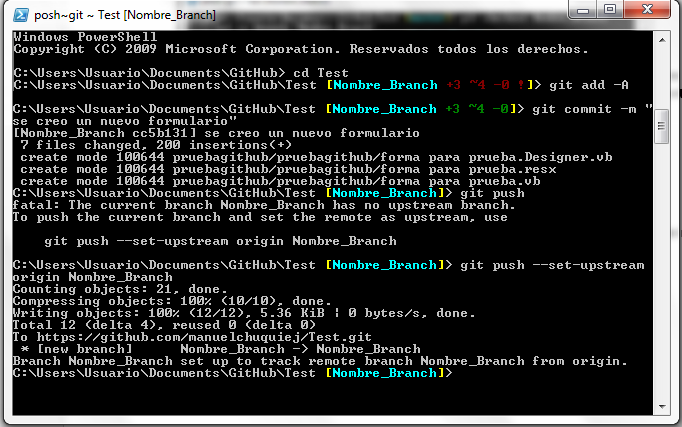 posh~git ~ Test [Nombre_Branch]
Windows PowerShell
Copyright (C) 2009 Microsoft Corporation. Reservados todos los derechos.
C:\Users\Usuario\Documents\GitHub> cd Test
C:\Users\Usuario\Documents\GitHub\Test [Nombre_Branch +3 ~4 -0 !]> git add -A
C:\Users\Usuario\Documents\GitHub\Test [Nombre_Branch +3 ~4 -0]> git commit -m "
se creo un nuevo formulario"
[Nombre_Branch cc5b131] se creo un nuevo formulario
 7 files changed, 200 insertions(+)
 create mode 100644 pruebagithub/pruebagithub/forma para prueba.Designer.vb
 create mode 100644 pruebagithub/pruebagithub/forma para prueba.resx
 create mode 100644 pruebagithub/pruebagithub/forma para prueba.vb
C:\Users\Usuario\Documents\GitHub\Test [Nombre_Branch]> git push
fatal: The current branch Nombre_Branch has no upstream branch.
To push the current branch and set the remote as upstream, use
    git push --set-upstream origin Nombre_Branch
C:\Users\Usuario\Documents\GitHub\Test [Nombre_Branch]> git push --set-upstream
origin Nombre_Branch
Counting objects: 21, done.
Compressing objects: 100% (10/10), done.
Writing objects: 100% (12/12), 5.36 KiB ¦ 0 bytes/s, done.
Total 12 (delta 4), reused 0 (delta 0)
To https://github.com/manuelchuquiej/Test.git
 * [new branch]      Nombre_Branch -> Nombre_Branch
Branch Nombre_Branch set up to track remote branch Nombre_Branch from origin.
C:\Users\Usuario\Documents\GitHub\Test [Nombre_Branch]>